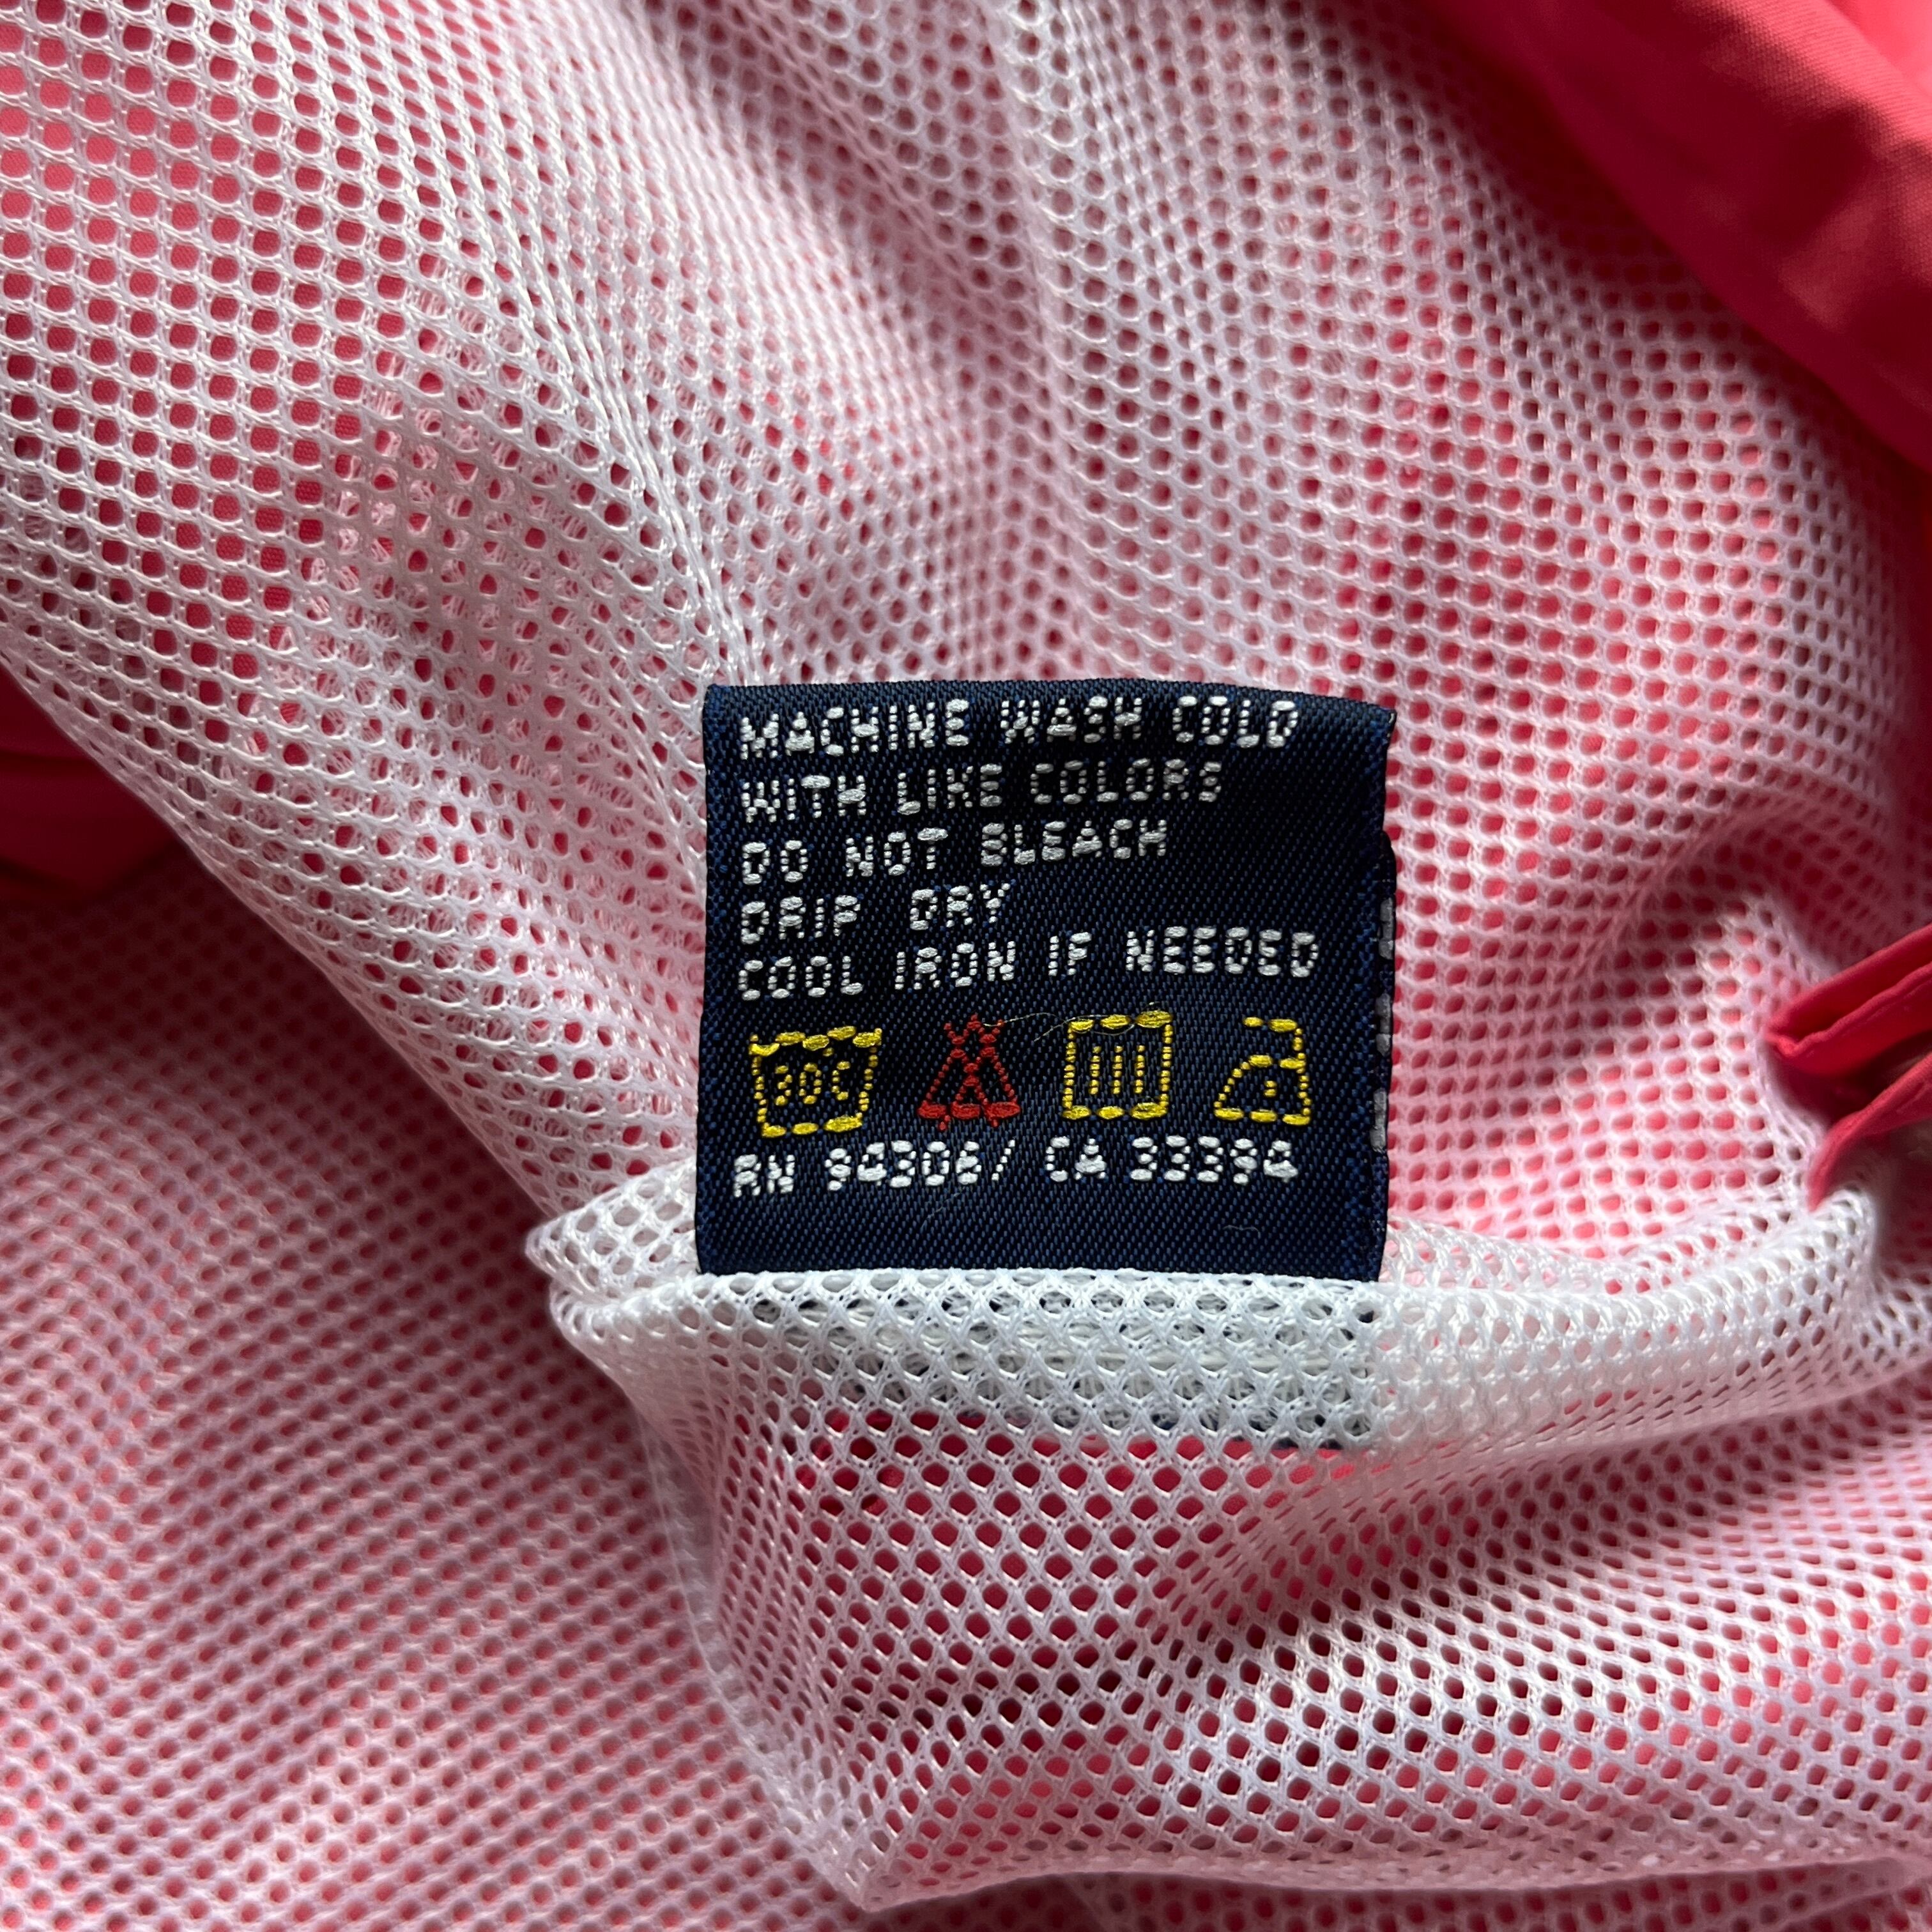 MACHINE WASH COLD
WITH LIKE COLORS
DO NOT BLEACH
DRIP DRY
COOL IRON IF NEEDED
30C
RN 94306/ CA 33394